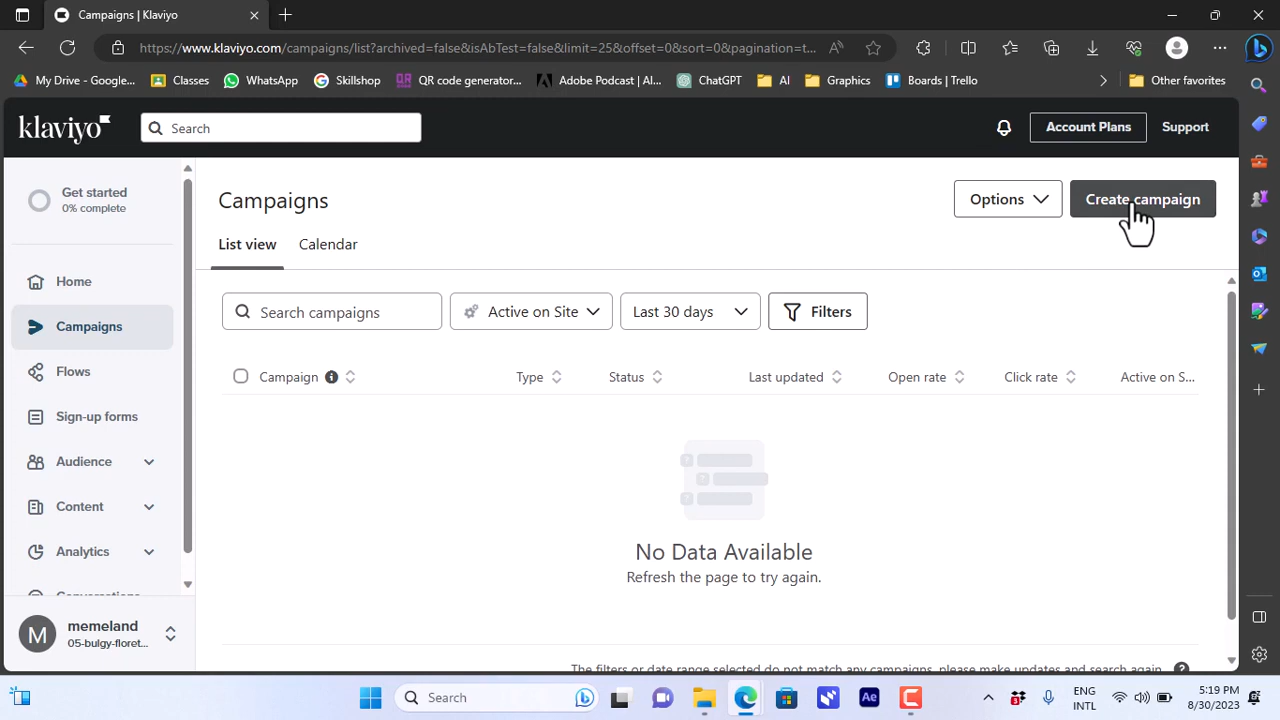 Campaigns | Klaviyo
https://www.klaviyo.com/campaigns/list?archived=false&isAbTest=false&limit=25&offset=0&sort=0&pagination=t...
My Drive - Google...
Classes
WhatsApp
Skillshop
QR code generator...
Adobe Podcast | AI...
ChatGPT
AI
Graphics
Boards | Trello
Other favorites
klaviyo
Search
Account Plans
Support
Get started
0% complete
Campaigns
Options
Create campaign
List view
Calendar
Home
Campaigns
Flows
Sign-up forms
Audience
Content
Analytics
Conversations
Search campaigns
Active on Site
Last 30 days
Filters
Campaign
Type
Status
Last updated
Open rate
Click rate
Active on S...
No Data Available
Refresh the page to try again.
The filters or date range selected do not match any campaigns, please make updates and search again.
M
memeland
05-bulgy-floret...
Search
Ae
ENG
INTL
5:19 PM
8/30/2023